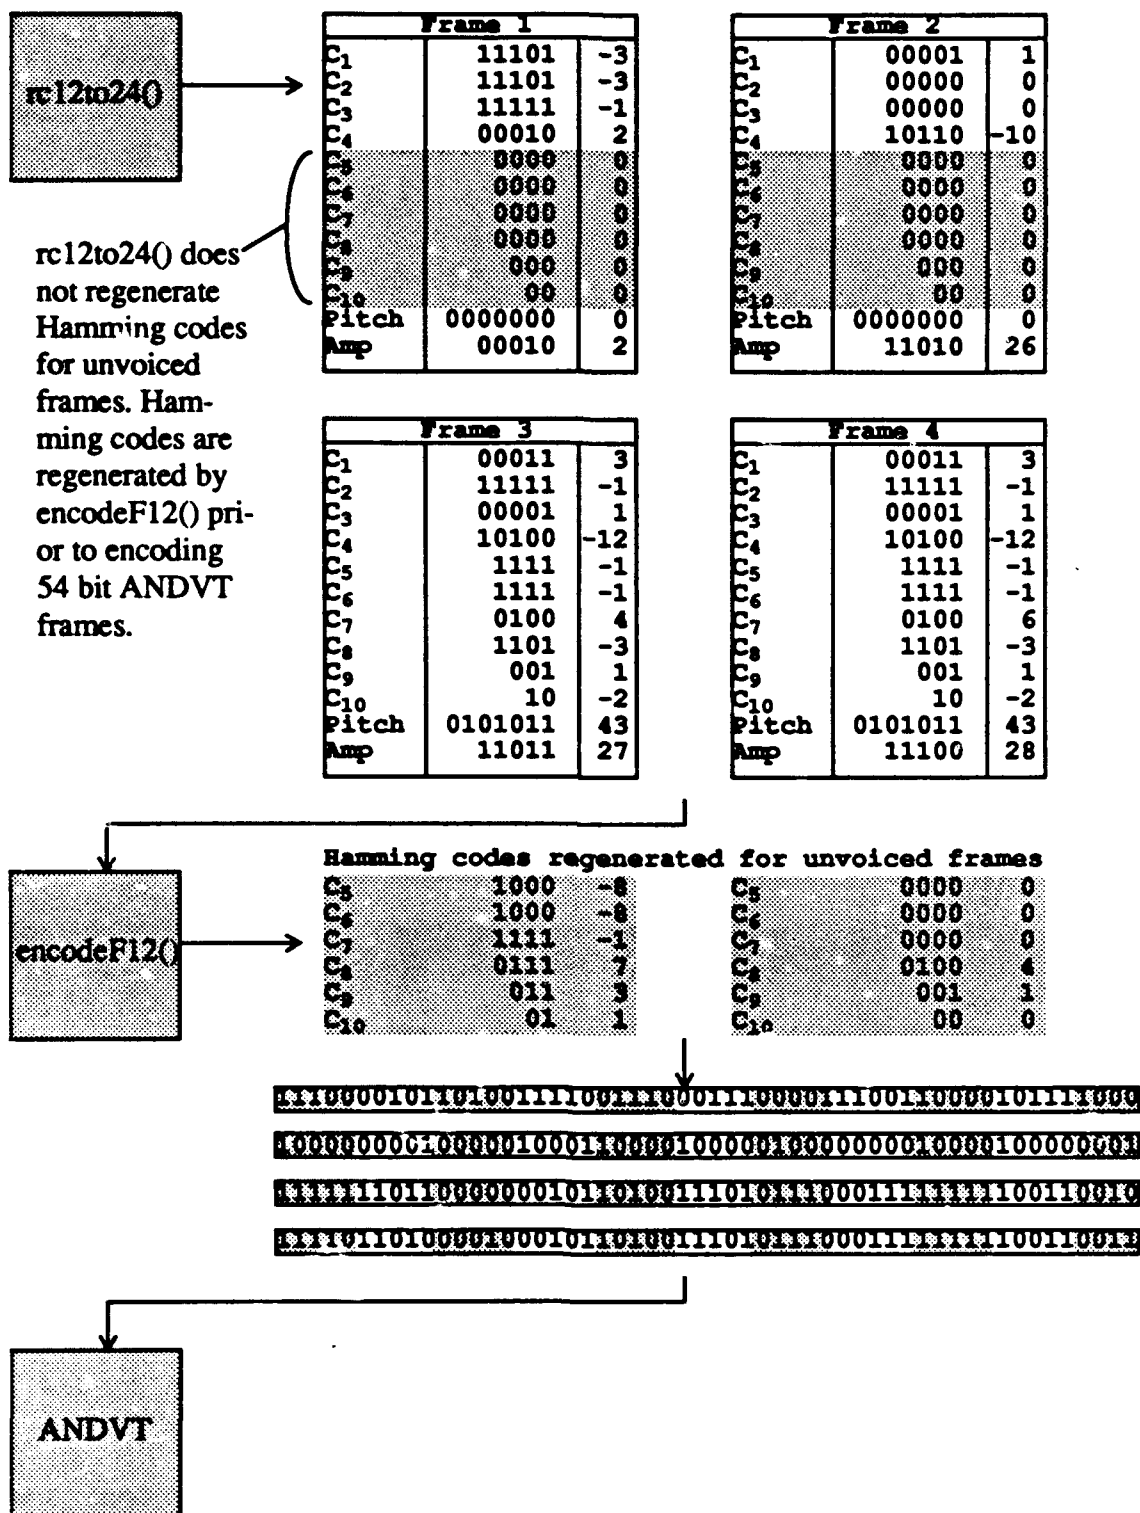 rc12to24()
Frame 1
C1 11101 -3
C2 11101 -3
C3 11111 -1
C4 00010 2
C5 0000 0
C6 0000 0
C7 0000 0
C8 0000 0
C9 000 0
C10 00 0
Pitch 0000000 0
Amp 00010 2
Frame 2
C1 00001 1
C2 00000 0
C3 00000 0
C4 10110 -10
C5 0000 0
C6 0000 0
C7 0000 0
C8 0000 0
C9 000 0
C10 00 0
Pitch 0000000 0
Amp 11010 26
rc12to24() does
not regenerate
Hamming codes
for unvoiced
frames. Ham-
ming codes are
regenerated by
encodeF12() pri-
or to encoding
54 bit ANDVT
frames.
Frame 3
C1 00011 3
C2 11111 -1
C3 00001 1
C4 10100 -12
C5 1111 -1
C6 1111 -1
C7 0100 4
C8 1101 -3
C9 001 1
C10 10 -2
Pitch 0101011 43
Amp 11011 27
Frame 4
C1 00011 3
C2 11111 -1
C3 00001 1
C4 10100 -12
C5 1111 -1
C6 1111 -1
C7 0100 6
C8 1101 -3
C9 001 1
C10 10 -2
Pitch 0101011 43
Amp 11100 28
encodeF12()
Hamming codes regenerated for unvoiced frames
C5 1000 -8
C6 1000 -8
C7 1111 -1
C8 0111 7
C9 011 3
C10 01 1
C5 0000 0
C6 0000 0
C7 0000 0
C8 0100 4
C9 001 1
C10 00 0
ANDVT